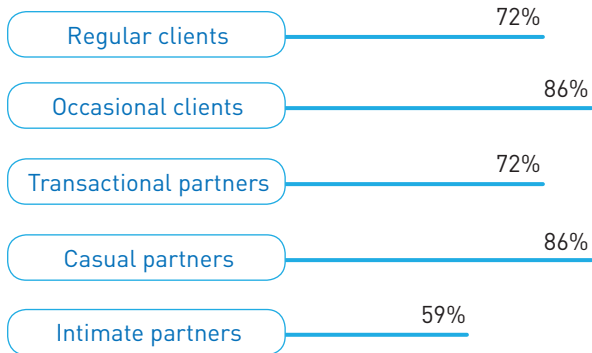 Regular clients 72%
Occasional clients 86%
Transactional partners 72%
Casual partners 86%
Intimate partners 59%